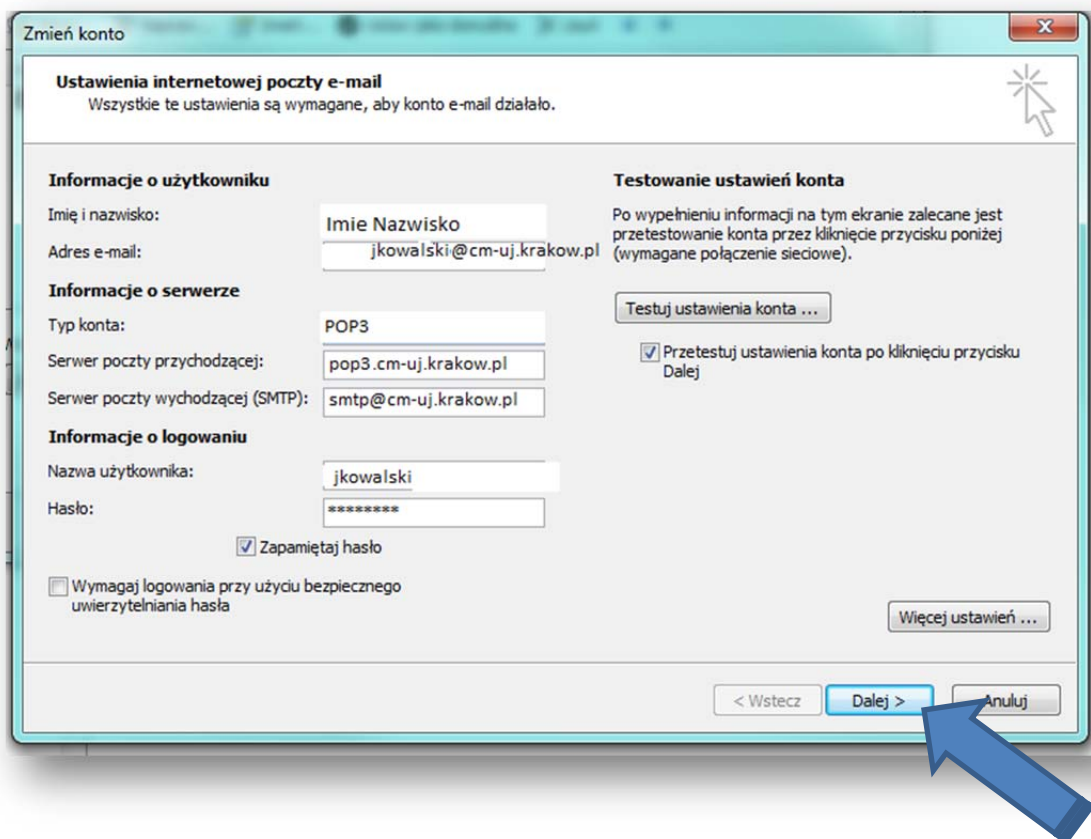 Zmień konto
Ustawienia internetowej poczty e-mail
Wszystkie te ustawienia są wymagane, aby konto e-mail działało.
Informacje o użytkowniku
Imię i nazwisko:
Imie Nazwisko
Adres e-mail:
jkowalski@cm-uj.krakow.pl
Informacje o serwerze
Typ konta:
POP3
Serwer poczty przychodzącej:
pop3.cm-uj.krakow.pl
Serwer poczty wychodzącej (SMTP):
smtp@cm-uj.krakow.pl
Informacje o logowaniu
Nazwa użytkownika:
jkowalski
Hasło:
********
Zapamiętaj hasło
Wymagaj logowania przy użyciu bezpiecznego
uwierzytelniania hasła
Testowanie ustawień konta
Po wypełnieniu informacji na tym ekranie zalecane jest
przetestowanie konta przez kliknięcie przycisku poniżej
(wymagane połączenie sieciowe).
Testuj ustawienia konta ...
Przetestuj ustawienia konta po kliknięciu przycisku
Dalej
Więcej ustawień ...
< Wstecz
Dalej >
Anuluj